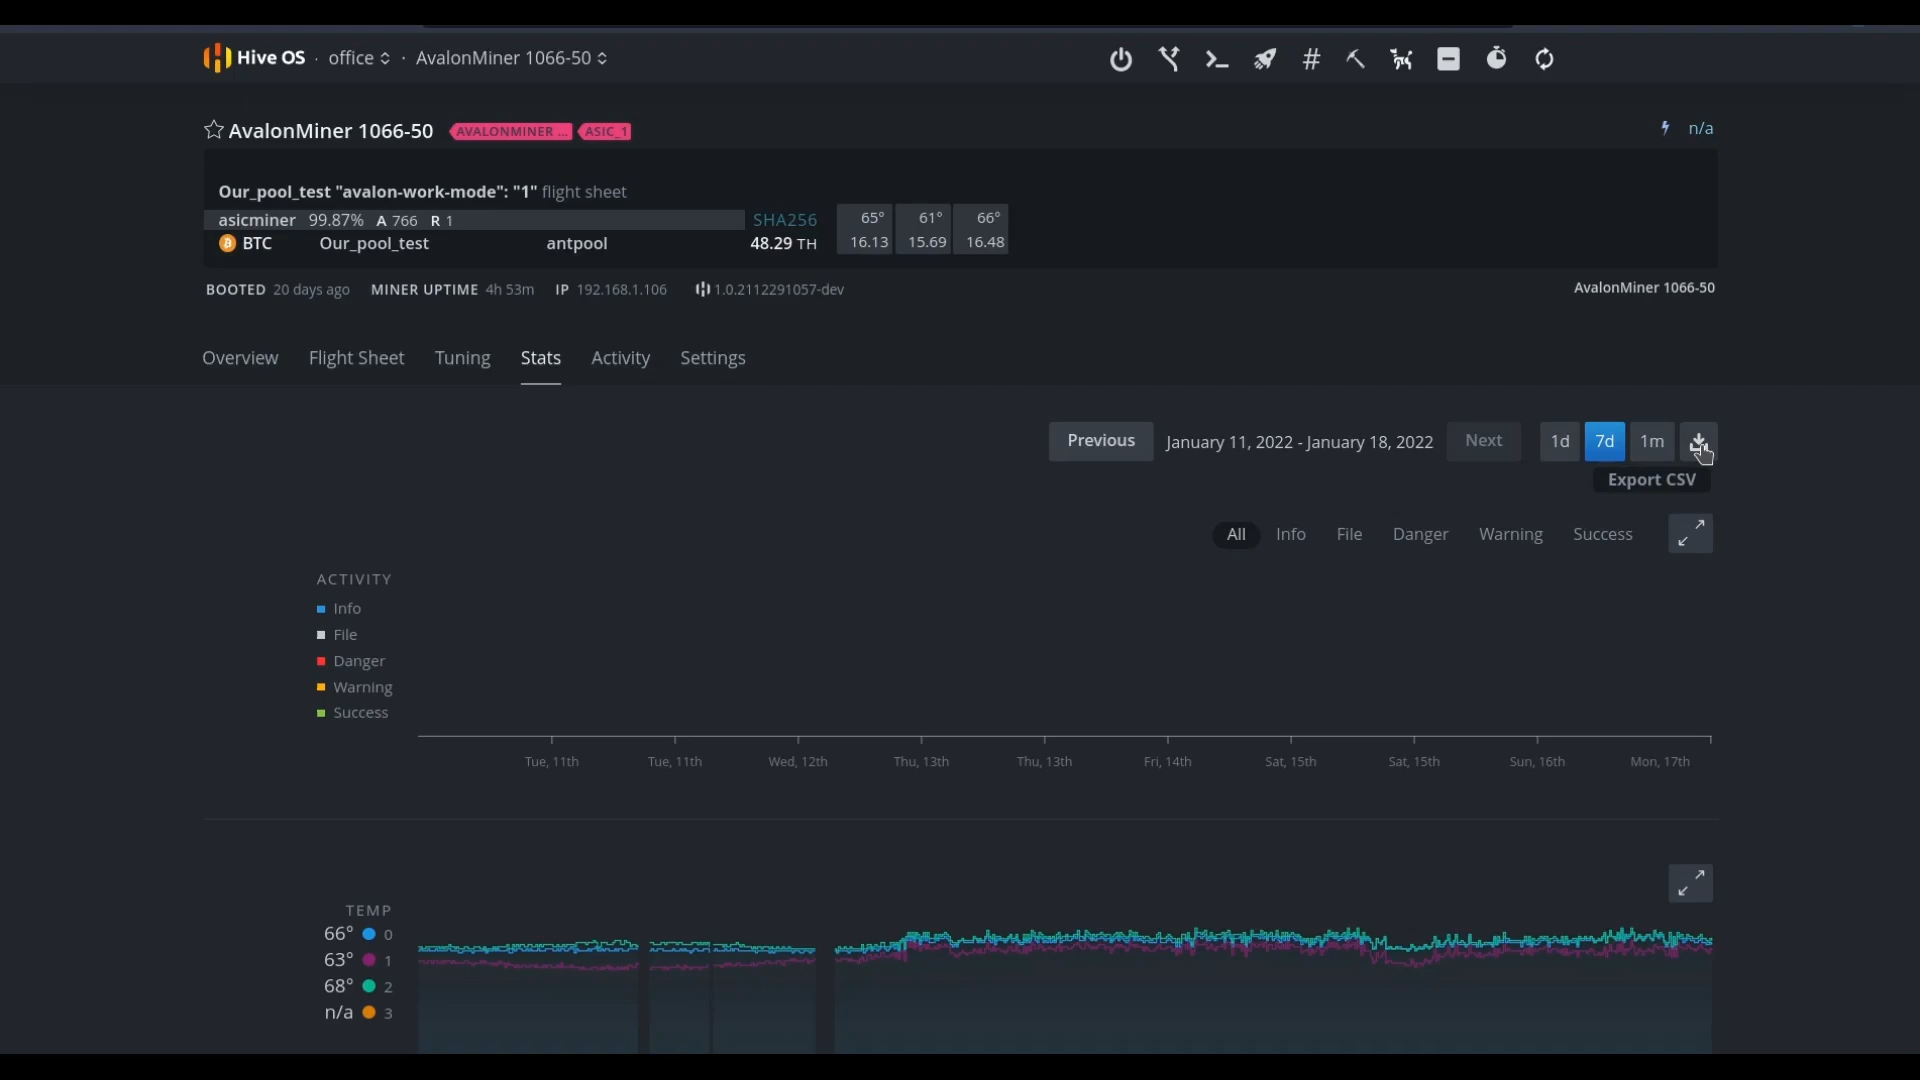 Hive OS · office · AvalonMiner 1066-50
AvalonMiner 1066-50 AVALONMINER ... ASIC_1 n/a
Our_pool_test "avalon-work-mode": "1" flight sheet
asicminer 99.87% A 766 R 1 SHA256 65° 61° 66°
BTC Our_pool_test antpool 48.29 TH 16.13 15.69 16.48
BOOTED 20 days ago MINER UPTIME 4h 53m IP 192.168.1.106 1.0.2112291057-dev AvalonMiner 1066-50
Overview Flight Sheet Tuning Stats Activity Settings
Previous January 11, 2022 - January 18, 2022 Next 1d 7d 1m
Export CSV
All Info File Danger Warning Success
ACTIVITY
Info
File
Danger
Warning
Success
Tue, 11th Tue, 11th Wed, 12th Thu, 13th Thu, 13th Fri, 14th Sat, 15th Sat, 15th Sun, 16th Mon, 17th
TEMP
66° 0
63° 1
68° 2
n/a 3